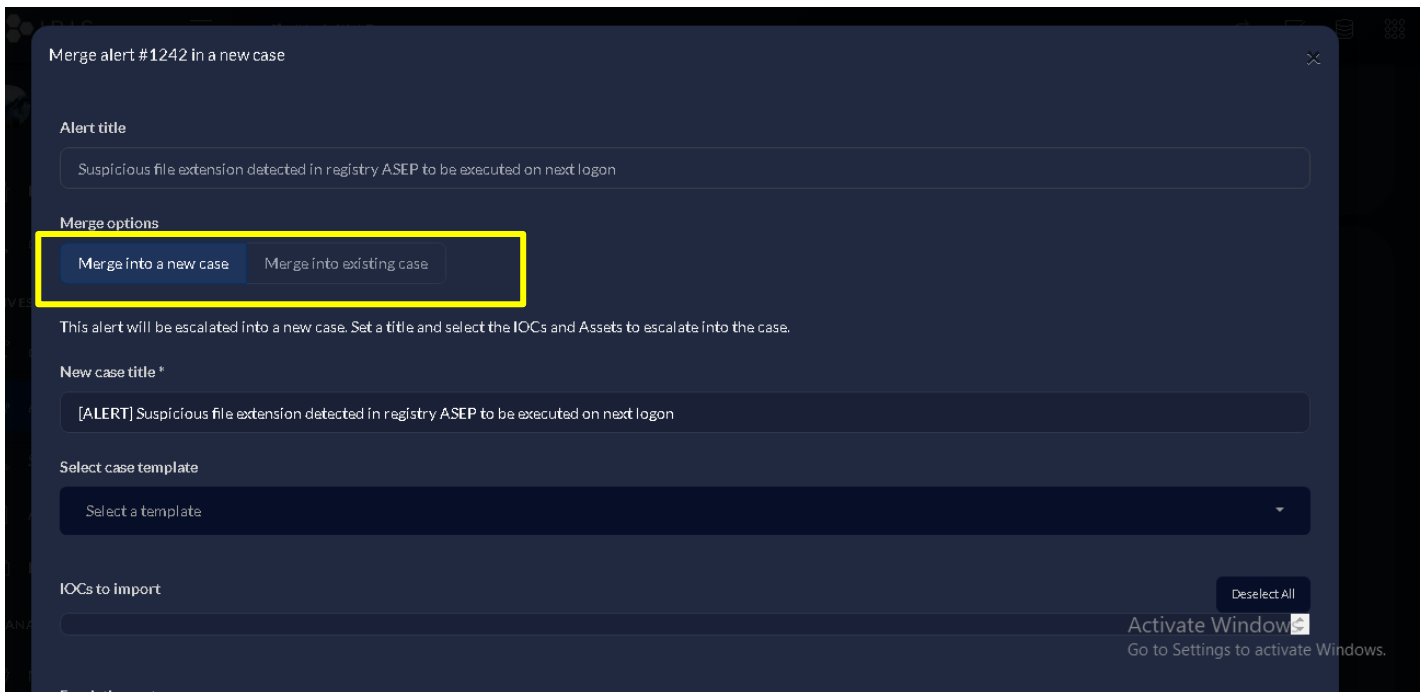 Merge alert #1242 in a new case
Alert title
Suspicious file extension detected in registry ASEP to be executed on next logon
Merge options
Merge into a new case
Merge into existing case
This alert will be escalated into a new case. Set a title and select the IOCs and Assets to escalate into the case.
New case title *
[ALERT] Suspicious file extension detected in registry ASEP to be executed on next logon
Select case template
Select a template
IOCs to import
Deselect All
Activate Windows
Go to Settings to activate Windows.